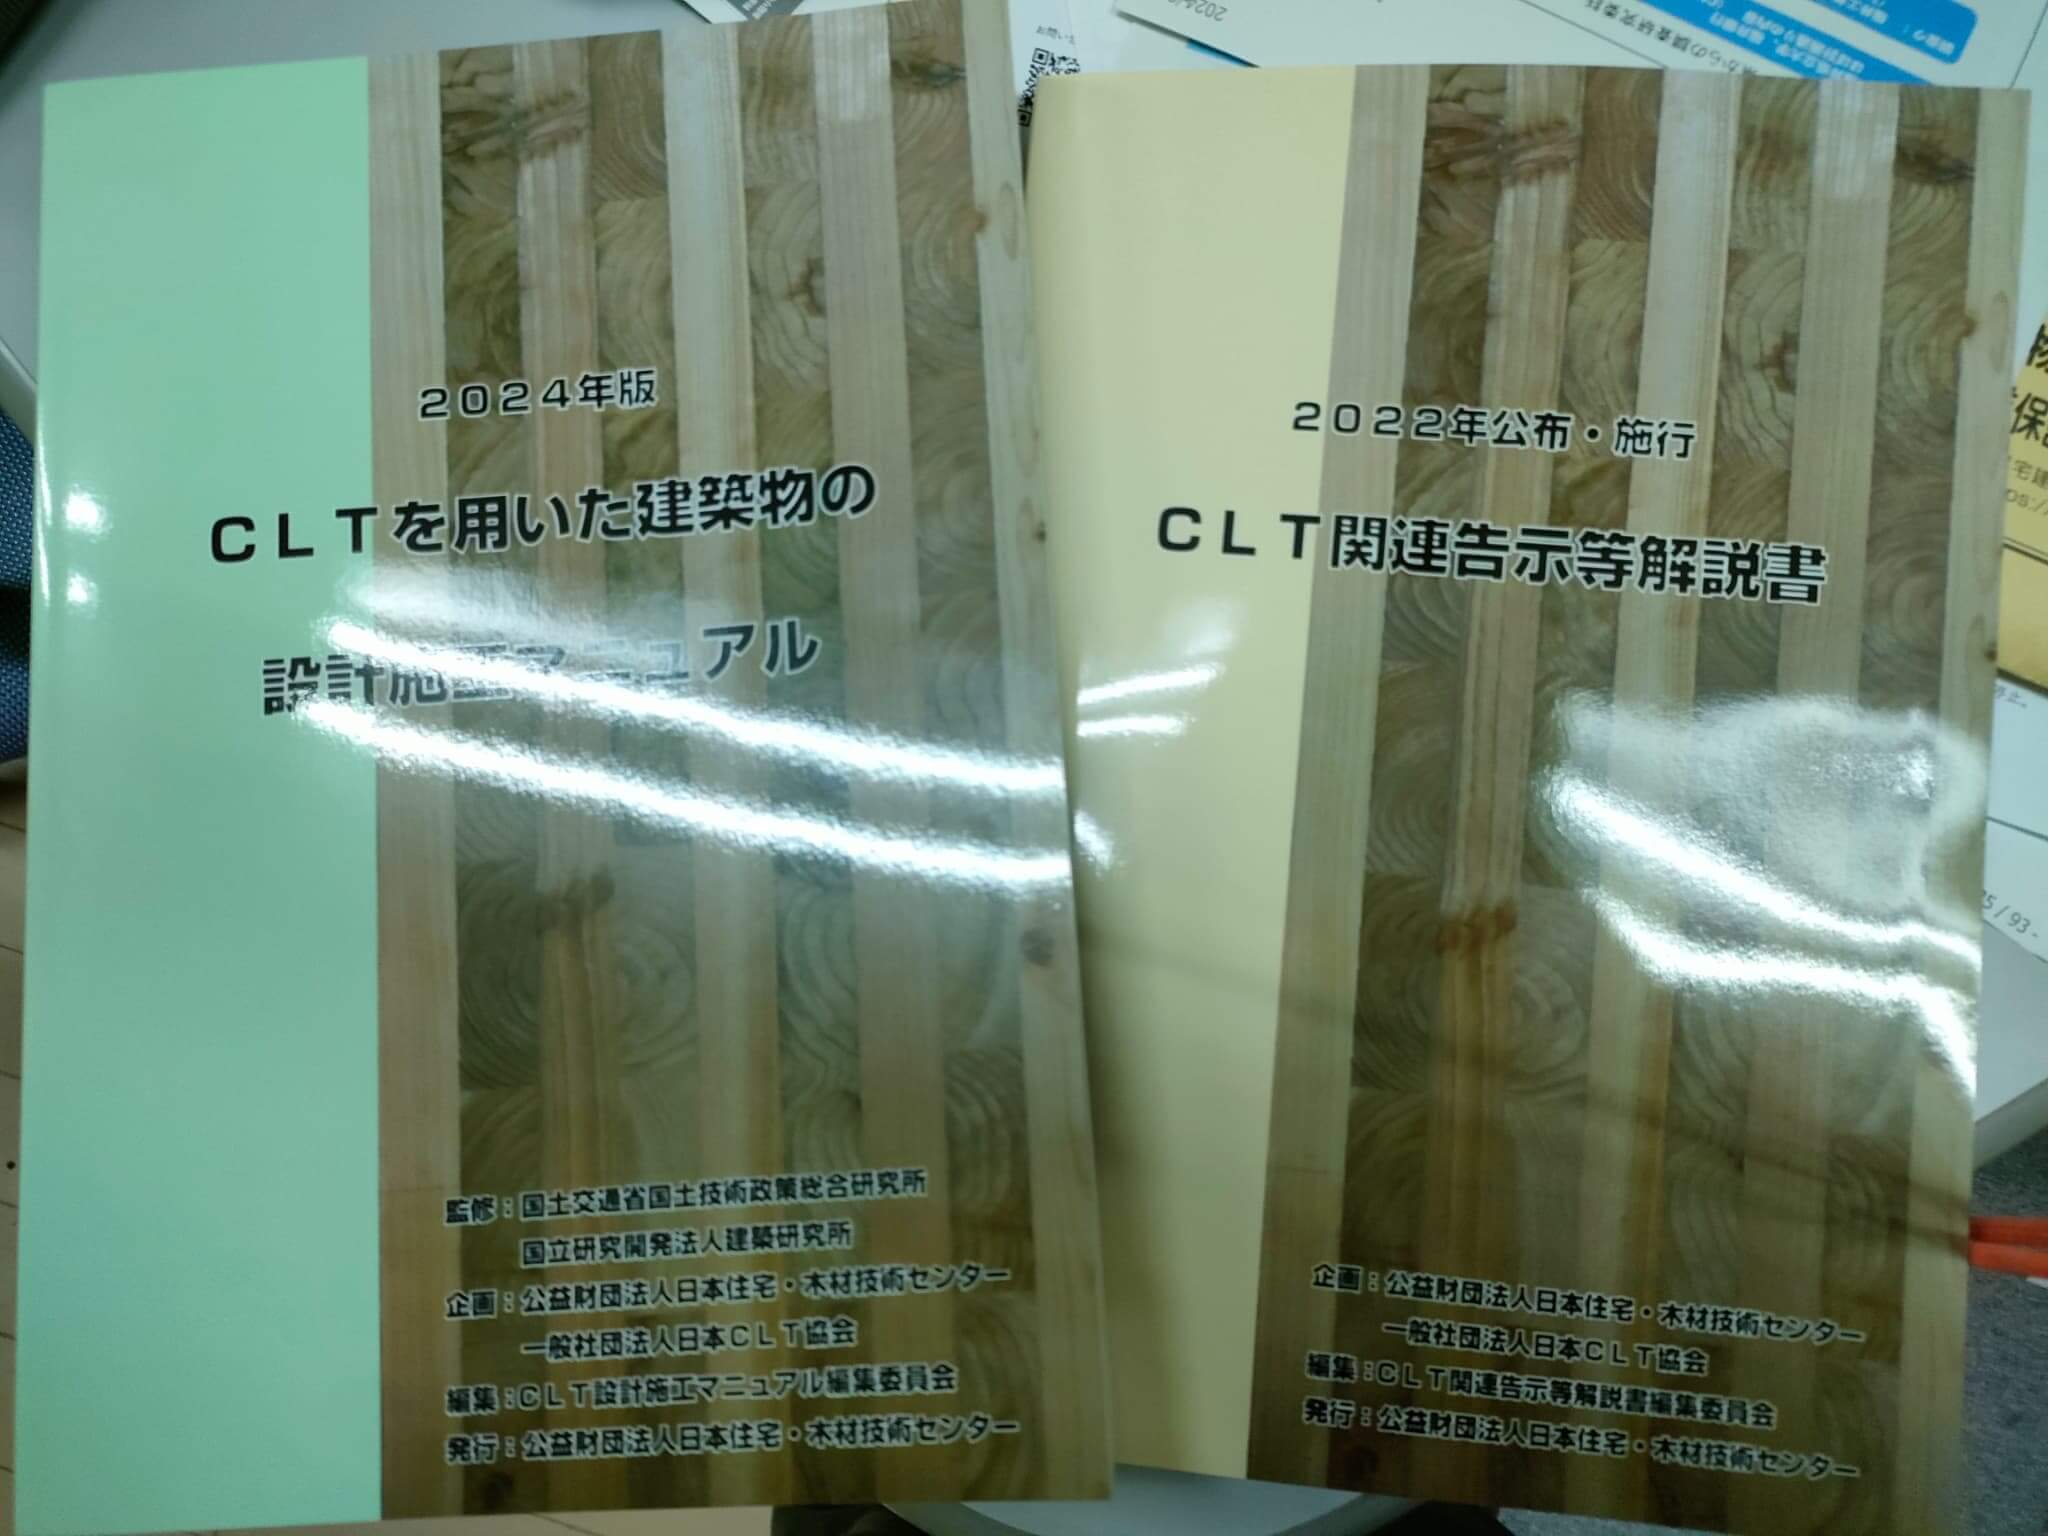 2024年版
CLTを用いた建築物の
設計施工マニュアル
監修:国土交通省国土技術政策総合研究所
国立研究開発法人建築研究所
企画:公益財団法人日本住宅・木材技術センター
一般社団法人日本CLT協会
編集:CLT設計施工マニュアル編集委員会
発行:公益財団法人日本住宅・木材技術センター
2022年公布・施行
CLT関連告示等解説書
企画:公益財団法人日本住宅・木材技術センター
一般社団法人日本CLT協会
編集:CLT関連告示等解説書編集委員会
発行:公益財団法人日本住宅・木材技術センター